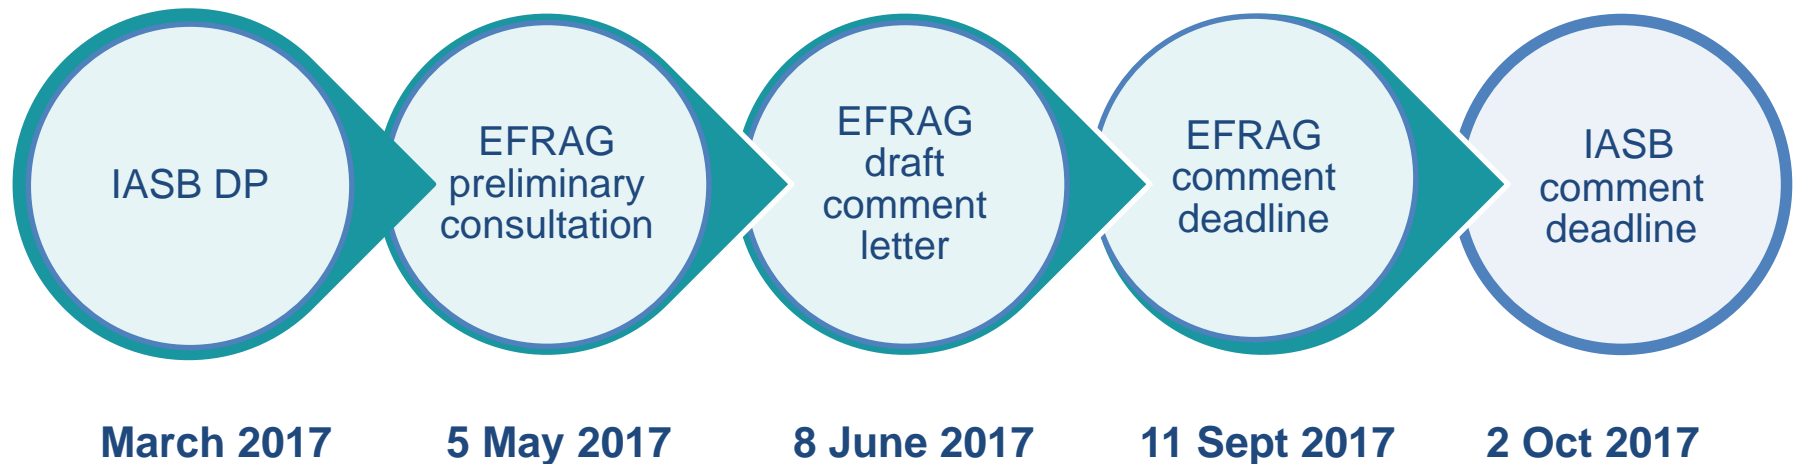 IASB DP
EFRAG
preliminary
consultation
EFRAG
draft
comment
letter
EFRAG
comment
deadline
IASB
comment
deadline
March 2017
5 May 2017
8 June 2017
11 Sept 2017
2 Oct 2017